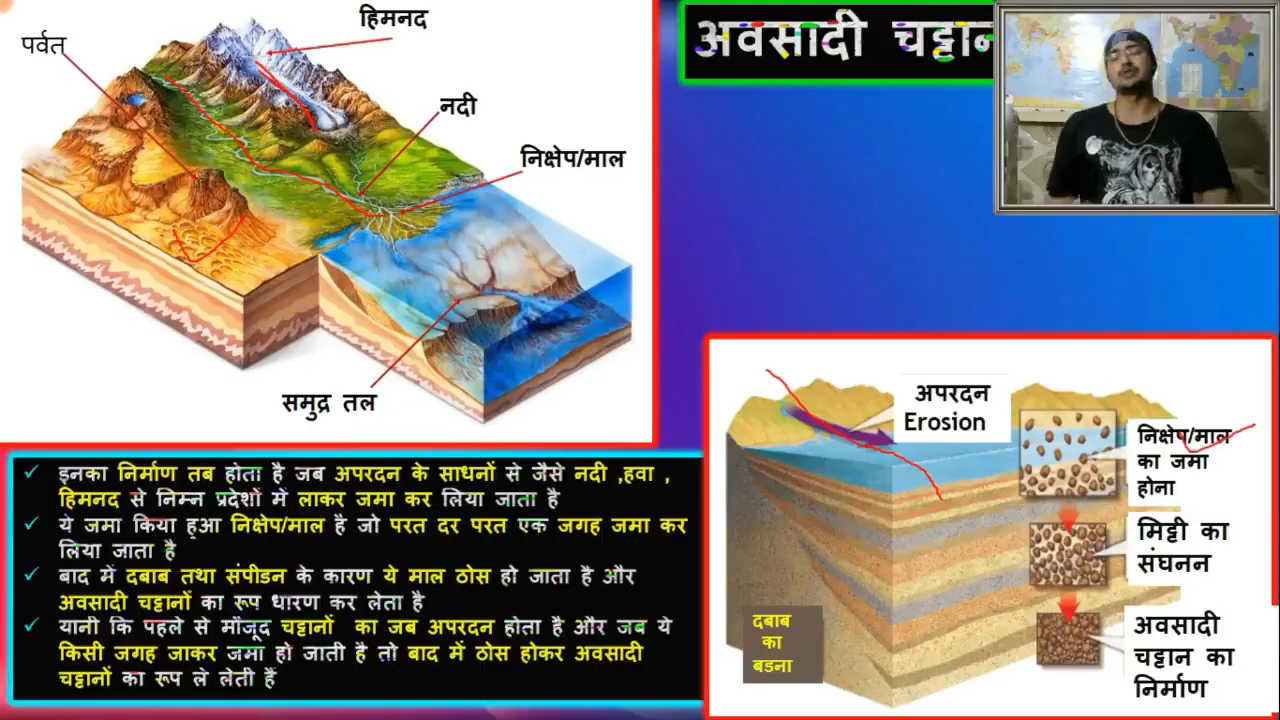 हिमनद
पर्वत
नदी
निक्षेप/माल
समुद्र तल
अवसादी चट्टान
इनका निर्माण तब होता है जब अपरदन के साधनों से जैसे नदी ,हवा ,
हिमनद से निम्न प्रदेशों में लाकर जमा कर लिया जाता है
ये जमा किया हुआ निक्षेप/माल है जो परत दर परत एक जगह जमा कर
लिया जाता है
बाद में दबाब तथा संपीडन के कारण ये माल ठोस हो जाता है और
अवसादी चट्टानों का रूप धारण कर लेता है
यानी कि पहले से मौजूद चट्टानों का जब अपरदन होता है और जब ये
किसी जगह जाकर जमा हो जाती है तो बाद में ठोस होकर अवसादी
चट्टानों का रूप ले लेती हैं
अपरदन
Erosion
निक्षेप/माल
का जमा
होना
मिट्टी का
संघनन
दबाब
का
बडना
अवसादी
चट्टान का
निर्माण